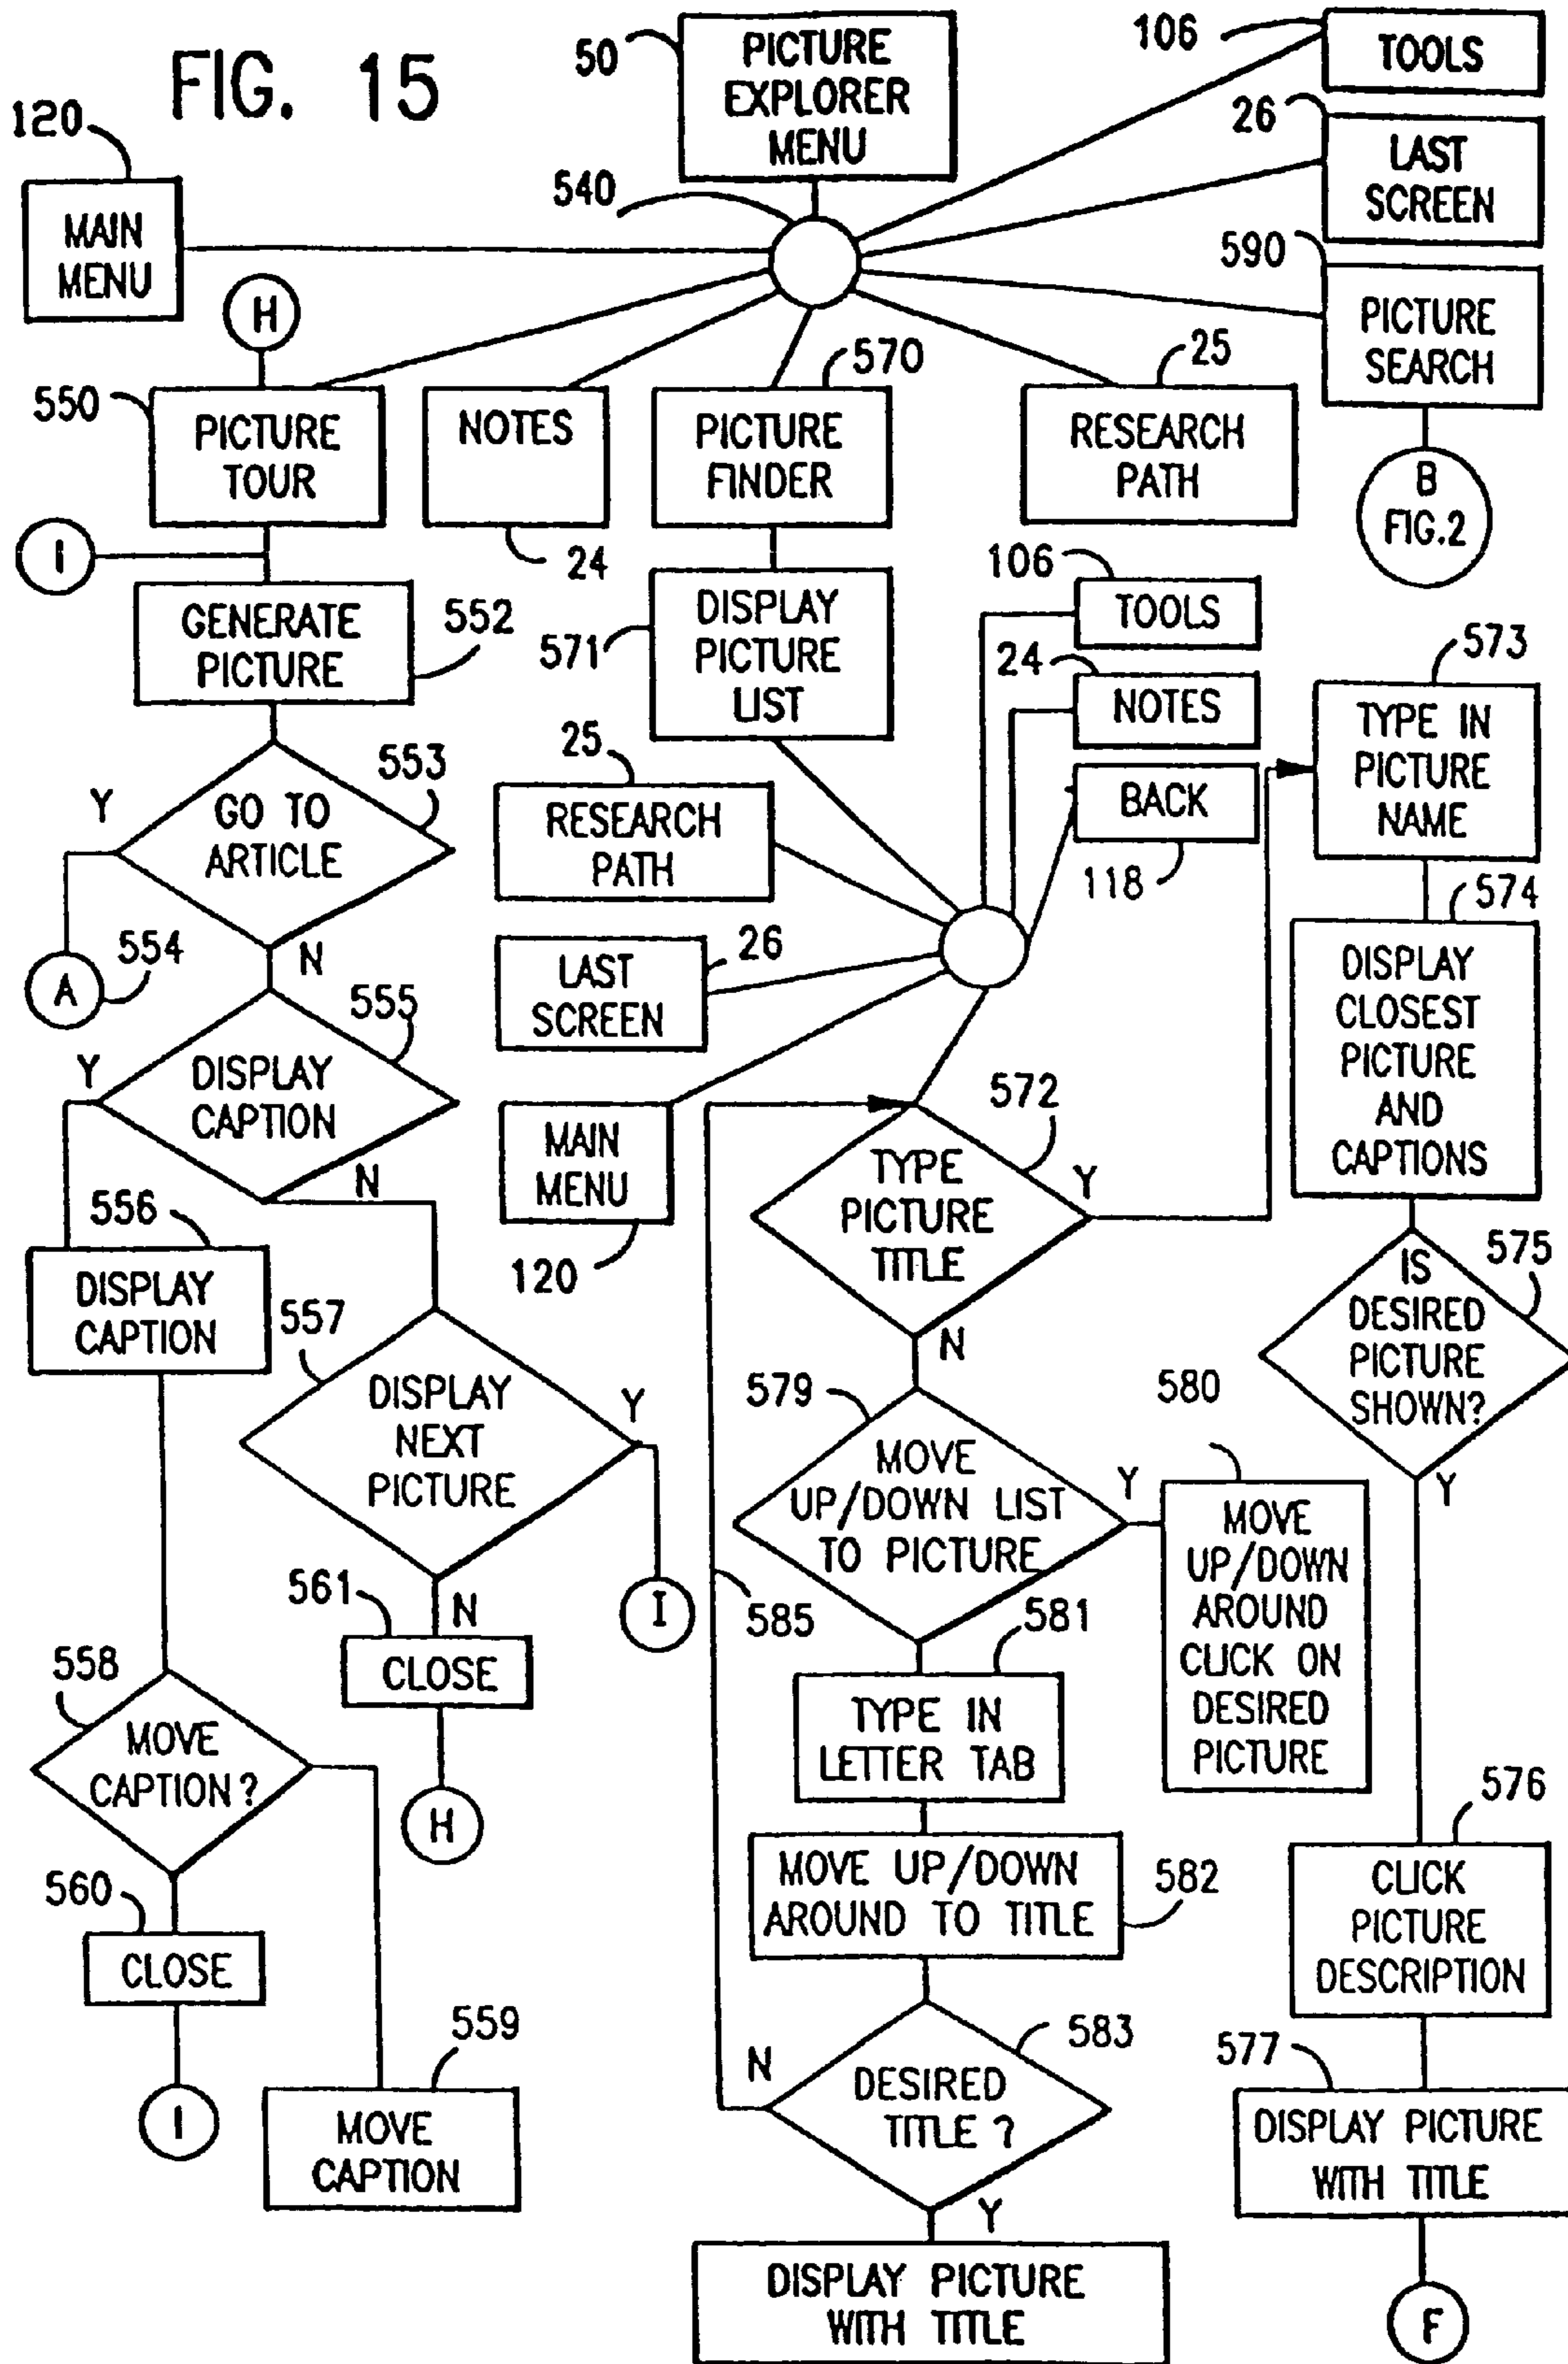 FIG. 15
50
PICTURE
EXPLORER
MENU
106
TOOLS
120
26
LAST
SCREEN
MAIN
MENU
540
590
PICTURE
SEARCH
H
550
PICTURE
TOUR
NOTES
24
570
PICTURE
FINDER
25
RESEARCH
PATH
B
FIG.2
I
GENERATE
PICTURE
552
571
DISPLAY
PICTURE
LIST
106
TOOLS
24
NOTES
BACK
118
573
TYPE IN
PICTURE
NAME
553
Y
GO TO
ARTICLE
N
A
554
25
RESEARCH
PATH
26
LAST
SCREEN
MAIN
MENU
120
574
DISPLAY
CLOSEST
PICTURE
AND
CAPTIONS
555
Y
DISPLAY
CAPTION
N
556
DISPLAY
CAPTION
557
DISPLAY
NEXT
PICTURE
Y
N
I
561
CLOSE
H
558
MOVE
CAPTION?
560
CLOSE
I
559
MOVE
CAPTION
572
TYPE
PICTURE
TITLE
Y
N
579
MOVE
UP/DOWN LIST
TO PICTURE
Y
580
MOVE
UP/DOWN
AROUND
CLICK ON
DESIRED
PICTURE
585
581
TYPE IN
LETTER TAB
MOVE UP/DOWN
AROUND TO TITLE
582
583
N
DESIRED
TITLE ?
Y
DISPLAY PICTURE
WITH TITLE
575
IS
DESIRED
PICTURE
SHOWN?
Y
576
CLICK
PICTURE
DESCRIPTION
577
DISPLAY PICTURE
WITH TITLE
F